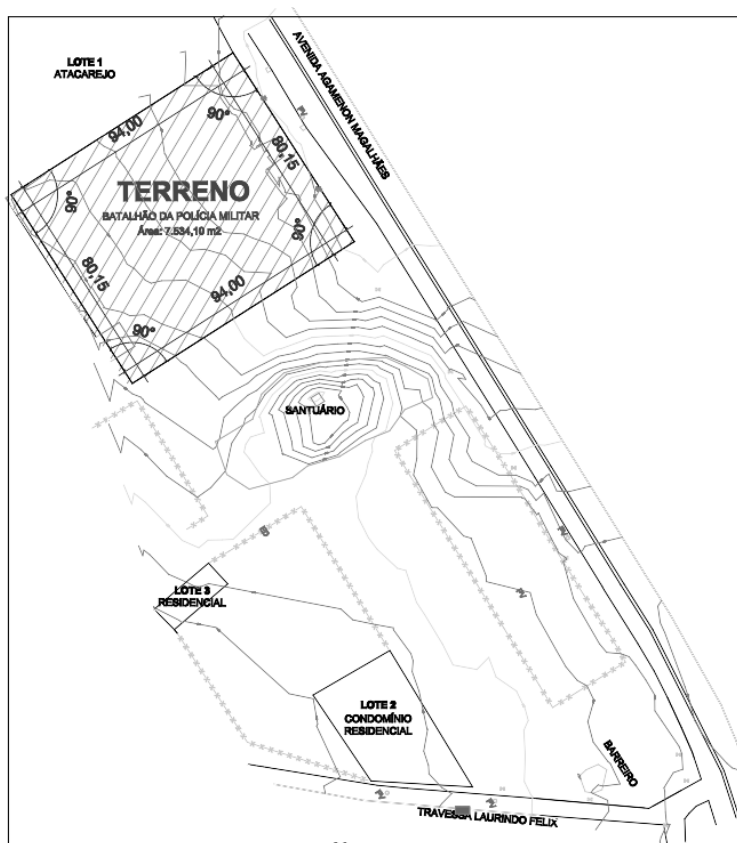 LOTE 1
ATACAREJO
AVENIDA AGAMENON MAGALHÃES
90°
94,00
80,15
TERRENO
BATALHÃO DA POLÍCIA MILITAR
Área: 7.534,10 m2
90°
90°
80,15
94,00
90°
SANTUÁRIO
LOTE 3
RESIDENCIAL
LOTE 2
CONDOMÍNIO
RESIDENCIAL
BARREIRO
TRAVESSA LAURINDO FELIX